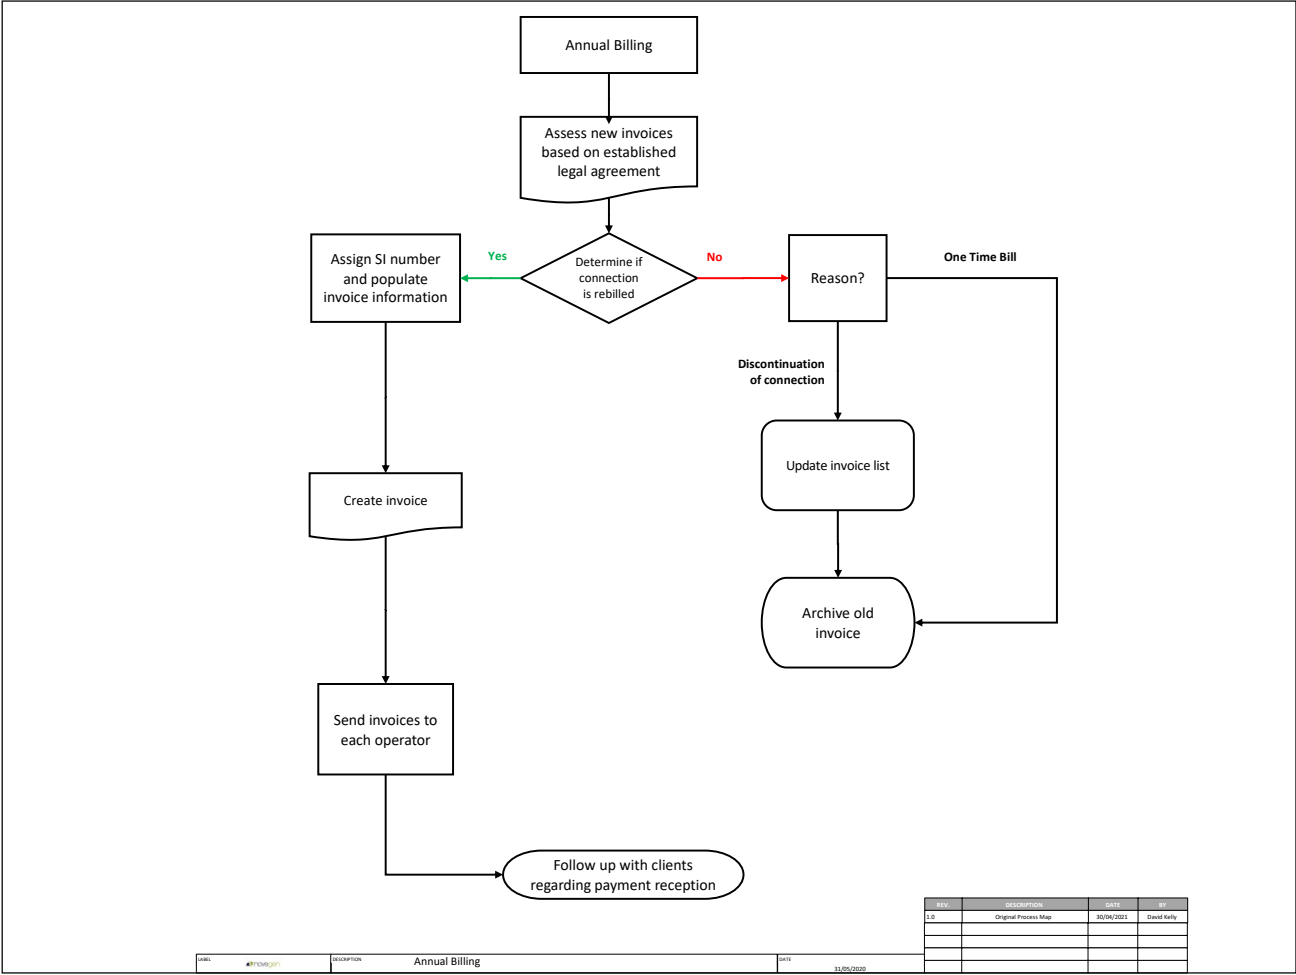 Annual Billing
Assess new invoices
based on established
legal agreement
Assign SI number
and populate
invoice information
Yes
Determine if
connection
is rebilled
No
Reason?
One Time Bill
Discontinuation
of connection
Update invoice list
Create invoice
Archive old
invoice
Send invoices to
each operator
Follow up with clients
regarding payment reception
REV. DESCRIPTION DATE BY
1.0 Original Process Map 30/04/2021 David Kelly
LABEL novagen DESCRIPTION Annual Billing DATE
31/05/2020